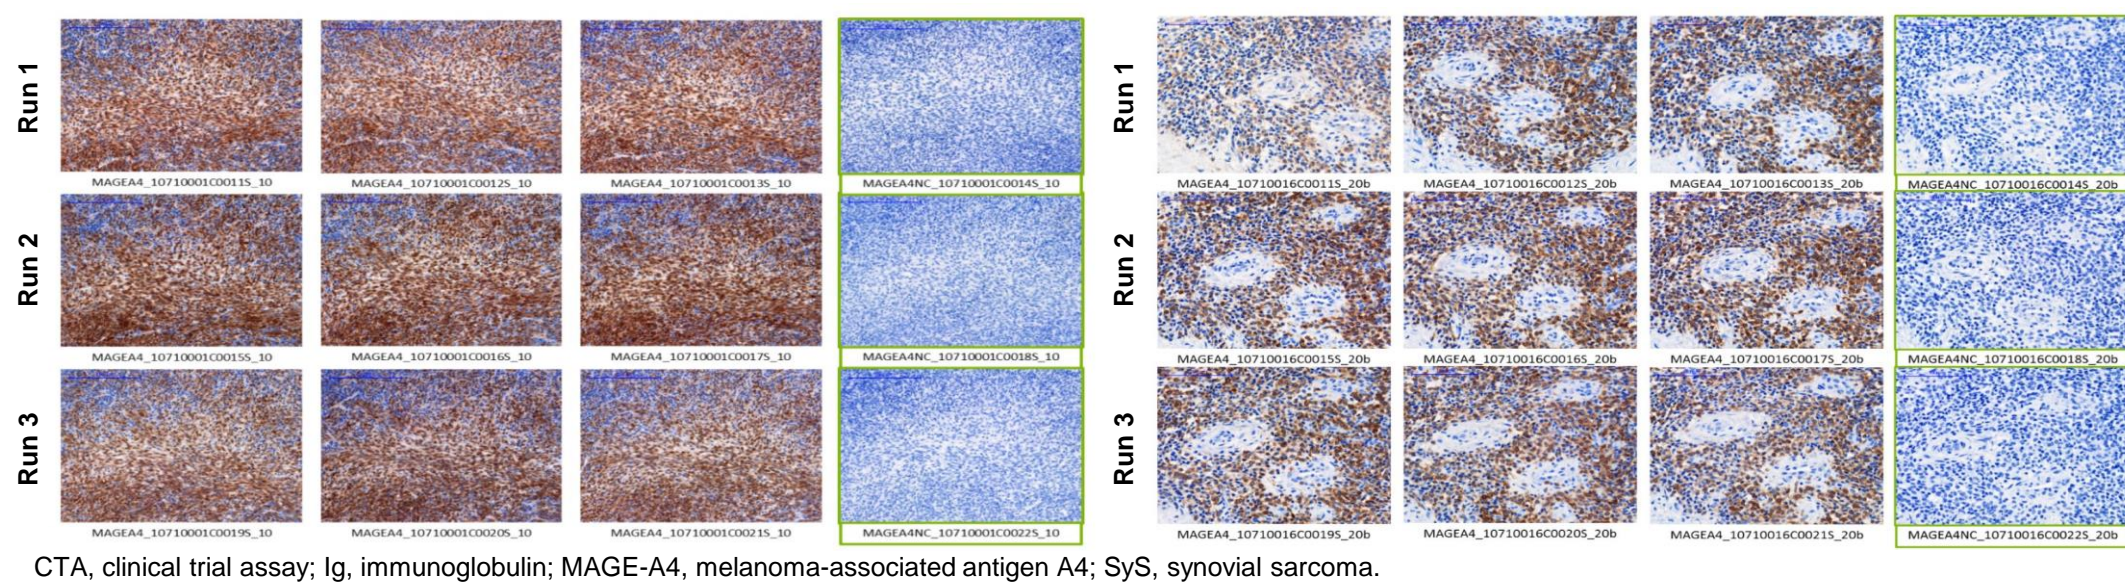 Run 1
MAGEA4_10710001C0011S_10
MAGEA4_10710001C0012S_10
MAGEA4_10710001C0013S_10
MAGEA4NC_10710001C0014S_10
Run 2
MAGEA4_10710001C0015S_10
MAGEA4_10710001C0016S_10
MAGEA4_10710001C0017S_10
MAGEA4NC_10710001C0018S_10
Run 3
MAGEA4_10710001C0019S_10
MAGEA4_10710001C0020S_10
MAGEA4_10710001C0021S_10
MAGEA4NC_10710001C0022S_10
Run 1
MAGEA4_10710016C0011S_20b
MAGEA4_10710016C0012S_20b
MAGEA4_10710016C0013S_20b
MAGEA4NC_10710016C0014S_20b
Run 2
MAGEA4_10710016C0015S_20b
MAGEA4_10710016C0016S_20b
MAGEA4_10710016C0017S_20b
MAGEA4NC_10710016C0018S_20b
Run 3
MAGEA4_10710016C0019S_20b
MAGEA4_10710016C0020S_20b
MAGEA4_10710016C0021S_20b
MAGEA4NC_10710016C0022S_20b
CTA, clinical trial assay; Ig, immunoglobulin; MAGE-A4, melanoma-associated antigen A4; SyS, synovial sarcoma.